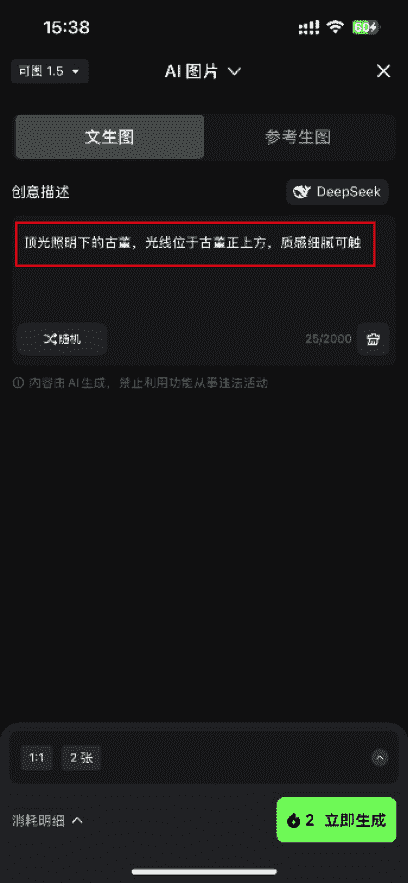 15:38
60
可图 1.5
AI 图片
文生图
参考生图
创意描述
DeepSeek
顶光照明下的古董，光线位于古董正上方，质感细腻可触
随机
25/2000
内容由 AI 生成，禁止利用功能从事违法活动
1:1
2 张
消耗明细
2 立即生成